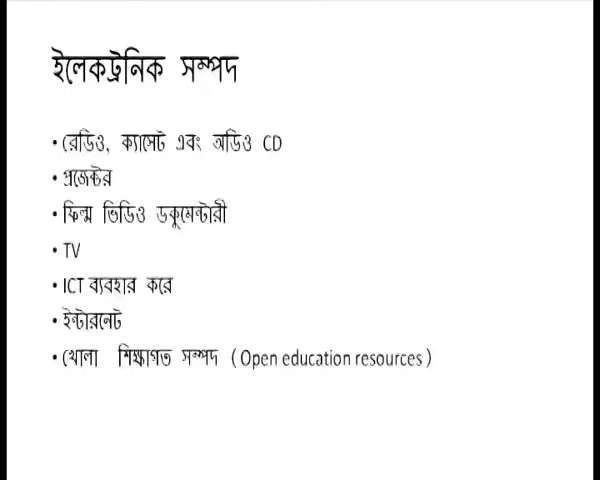 ইলেকট্রনিক সম্পদ
• রেডিও, ক্যাসেট এবং অডিও CD
• প্রজেক্টর
• ফিল্ম ভিডিও ডকুমেন্টারী
• TV
• ICT ব্যবহার করে
• ইন্টারনেট
• খোলা শিক্ষাগত সম্পদ ( Open education resources )